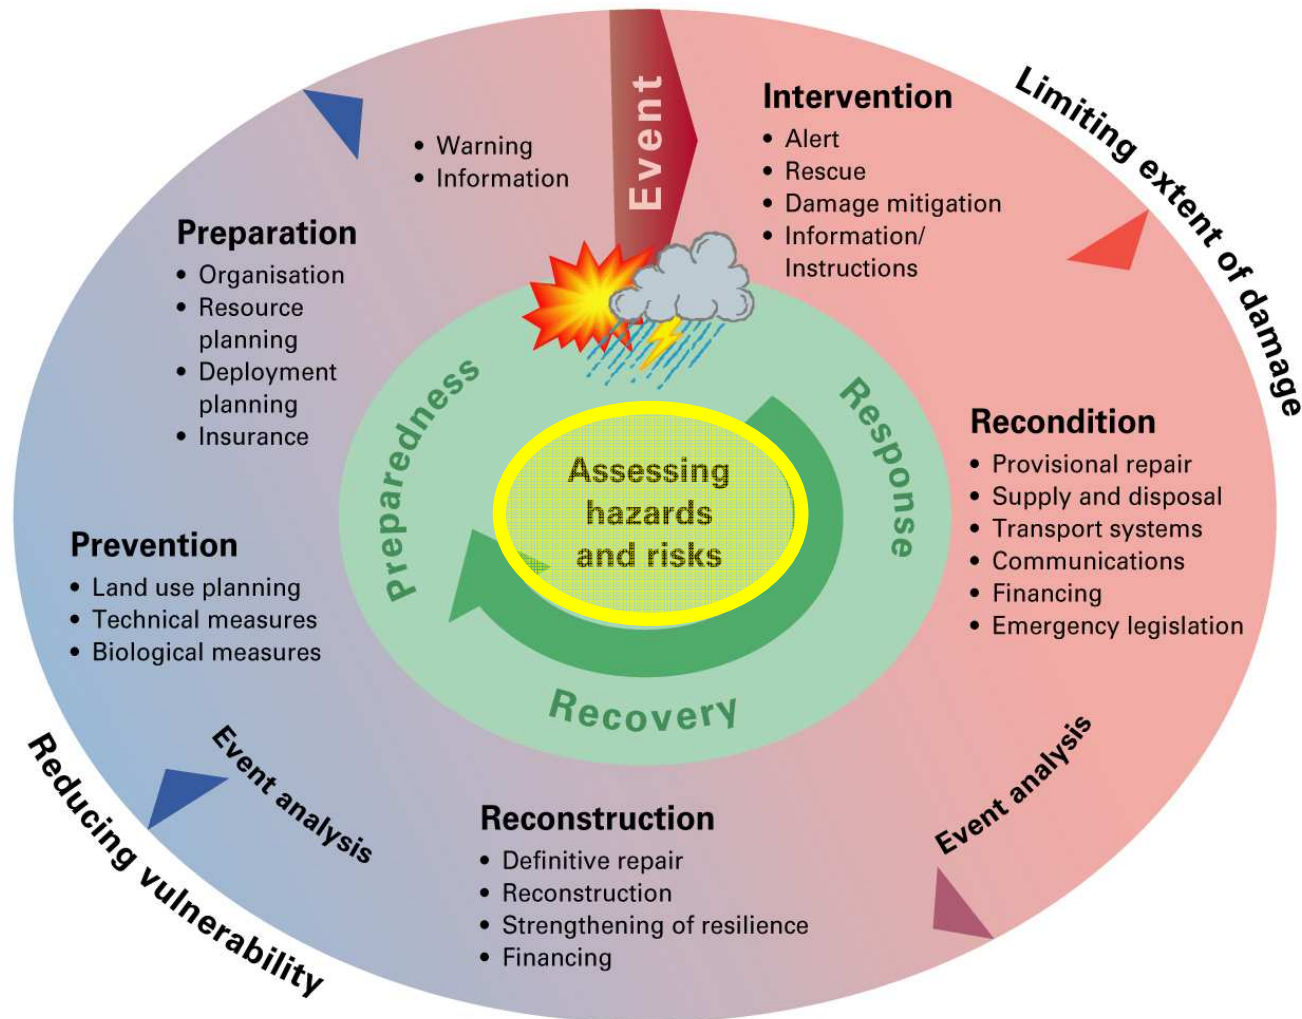 Event
Intervention
• Alert
• Rescue
• Damage mitigation
• Information/
Instructions
Limiting extent of damage
Recondition
• Provisional repair
• Supply and disposal
• Transport systems
• Communications
• Financing
• Emergency legislation
Event analysis
Reconstruction
• Definitive repair
• Reconstruction
• Strengthening of resilience
• Financing
Event analysis
Reducing vulnerability
Prevention
• Land use planning
• Technical measures
• Biological measures
Preparation
• Organisation
• Resource
planning
• Deployment
planning
• Insurance
• Warning
• Information
Preparedness
Response
Recovery
Assessing
hazards
and risks